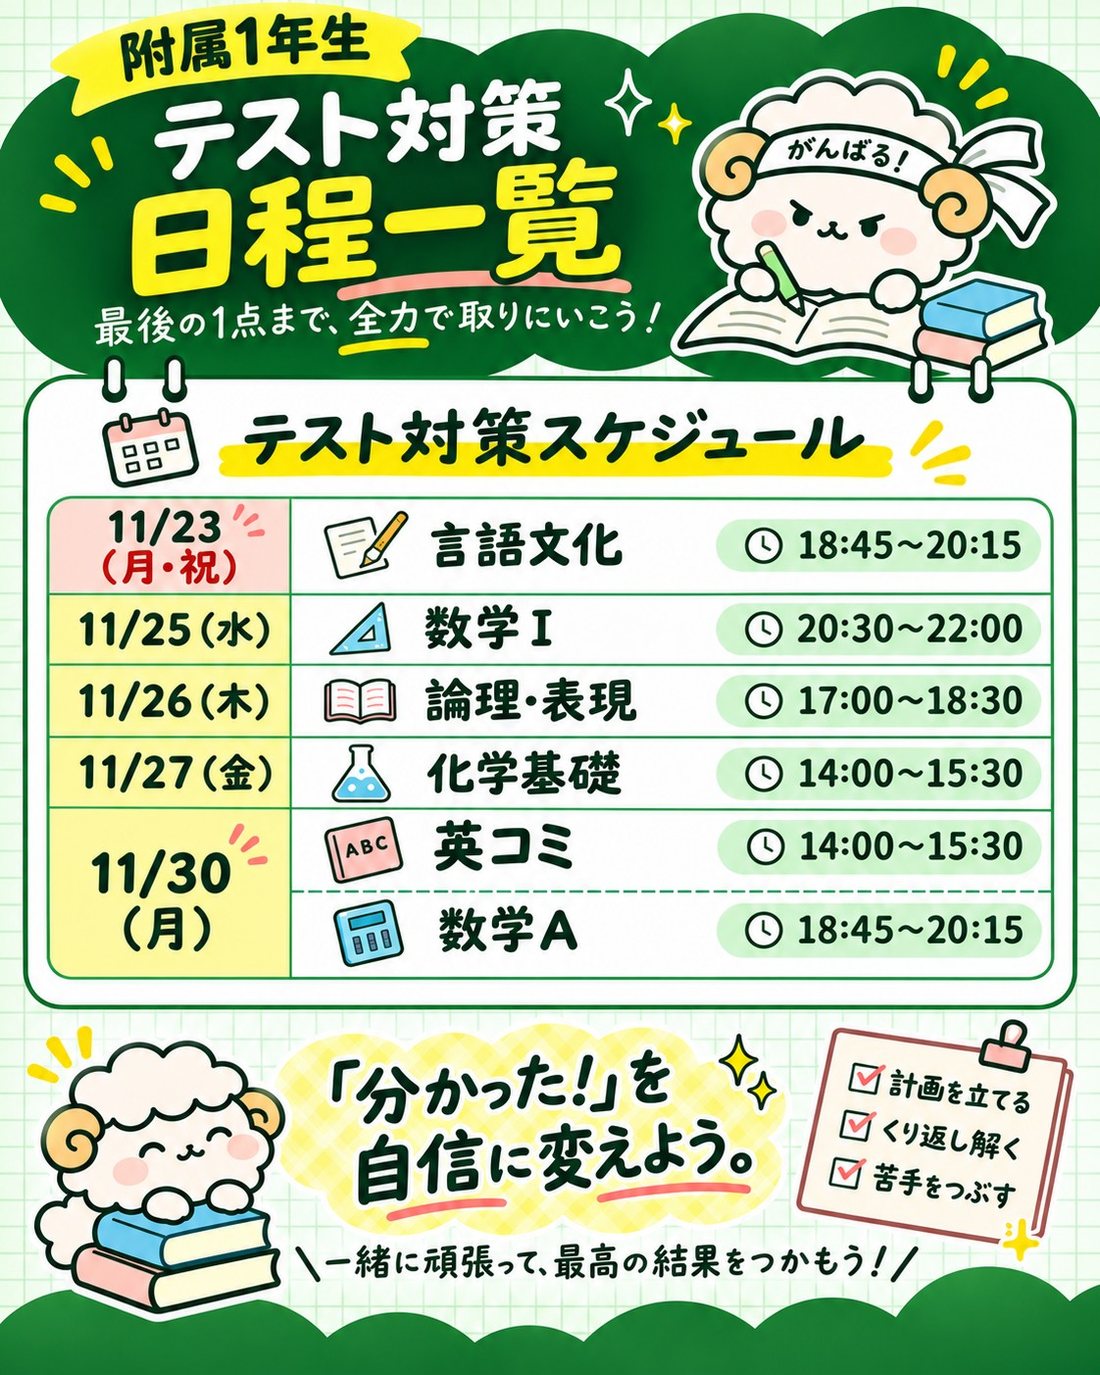 附属1年生
テスト対策
日程一覧
最後の1点まで、全力で取りにいこう!
がんばる!
テスト対策スケジュール
11/23
(月・祝)
言語文化
18:45〜20:15
11/25(水)
数学Ⅰ
20:30〜22:00
11/26(木)
論理・表現
17:00〜18:30
11/27(金)
化学基礎
14:00〜15:30
11/30
(月)
英コミ
ABC
14:00〜15:30
数学A
18:45〜20:15
「分かった!」を
自信に変えよう。
一緒に頑張って、最高の結果をつかもう!
計画を立てる
くり返し解く
苦手をつぶす